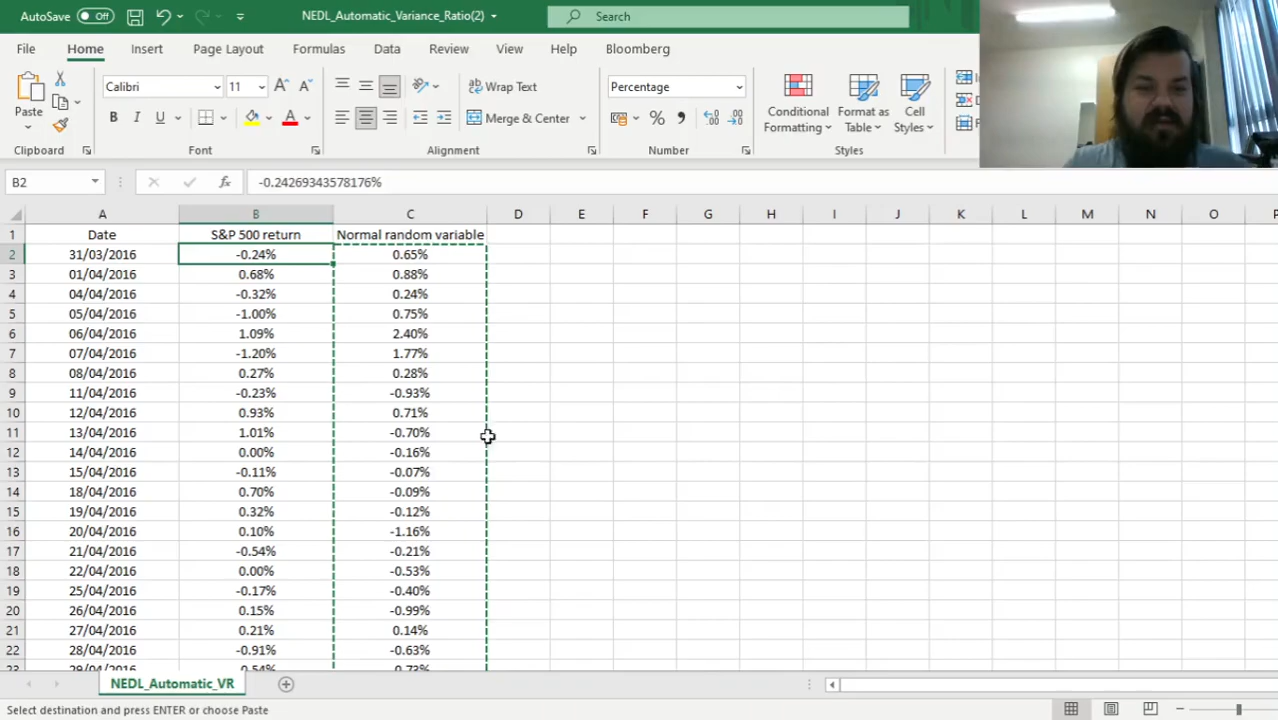 AutoSave Off NEDL_Automatic_Variance_Ratio(2) Search
File Home Insert Page Layout Formulas Data Review View Help Bloomberg
Calibri 11 Wrap Text Percentage
Paste B I U Merge & Center Conditional Formatting Format as Table Cell Styles
Clipboard Font Alignment Number Styles
B2 fx -0.24269343578176%
A B C D E F G H I J K L M N O
1 Date S&P 500 return Normal random variable
2 31/03/2016 -0.24% 0.65%
3 01/04/2016 0.68% 0.88%
4 04/04/2016 -0.32% 0.24%
5 05/04/2016 -1.00% 0.75%
6 06/04/2016 1.09% 2.40%
7 07/04/2016 -1.20% 1.77%
8 08/04/2016 0.27% 0.28%
9 11/04/2016 -0.23% -0.93%
10 12/04/2016 0.93% 0.71%
11 13/04/2016 1.01% -0.70%
12 14/04/2016 0.00% -0.16%
13 15/04/2016 -0.11% -0.07%
14 18/04/2016 0.70% -0.09%
15 19/04/2016 0.32% -0.12%
16 20/04/2016 0.10% -1.16%
17 21/04/2016 -0.54% -0.21%
18 22/04/2016 0.00% -0.53%
19 25/04/2016 -0.17% -0.40%
20 26/04/2016 0.15% -0.99%
21 27/04/2016 0.21% 0.14%
22 28/04/2016 -0.91% -0.63%
23 29/04/2016
NEDL_Automatic_VR
Select destination and press ENTER or choose Paste